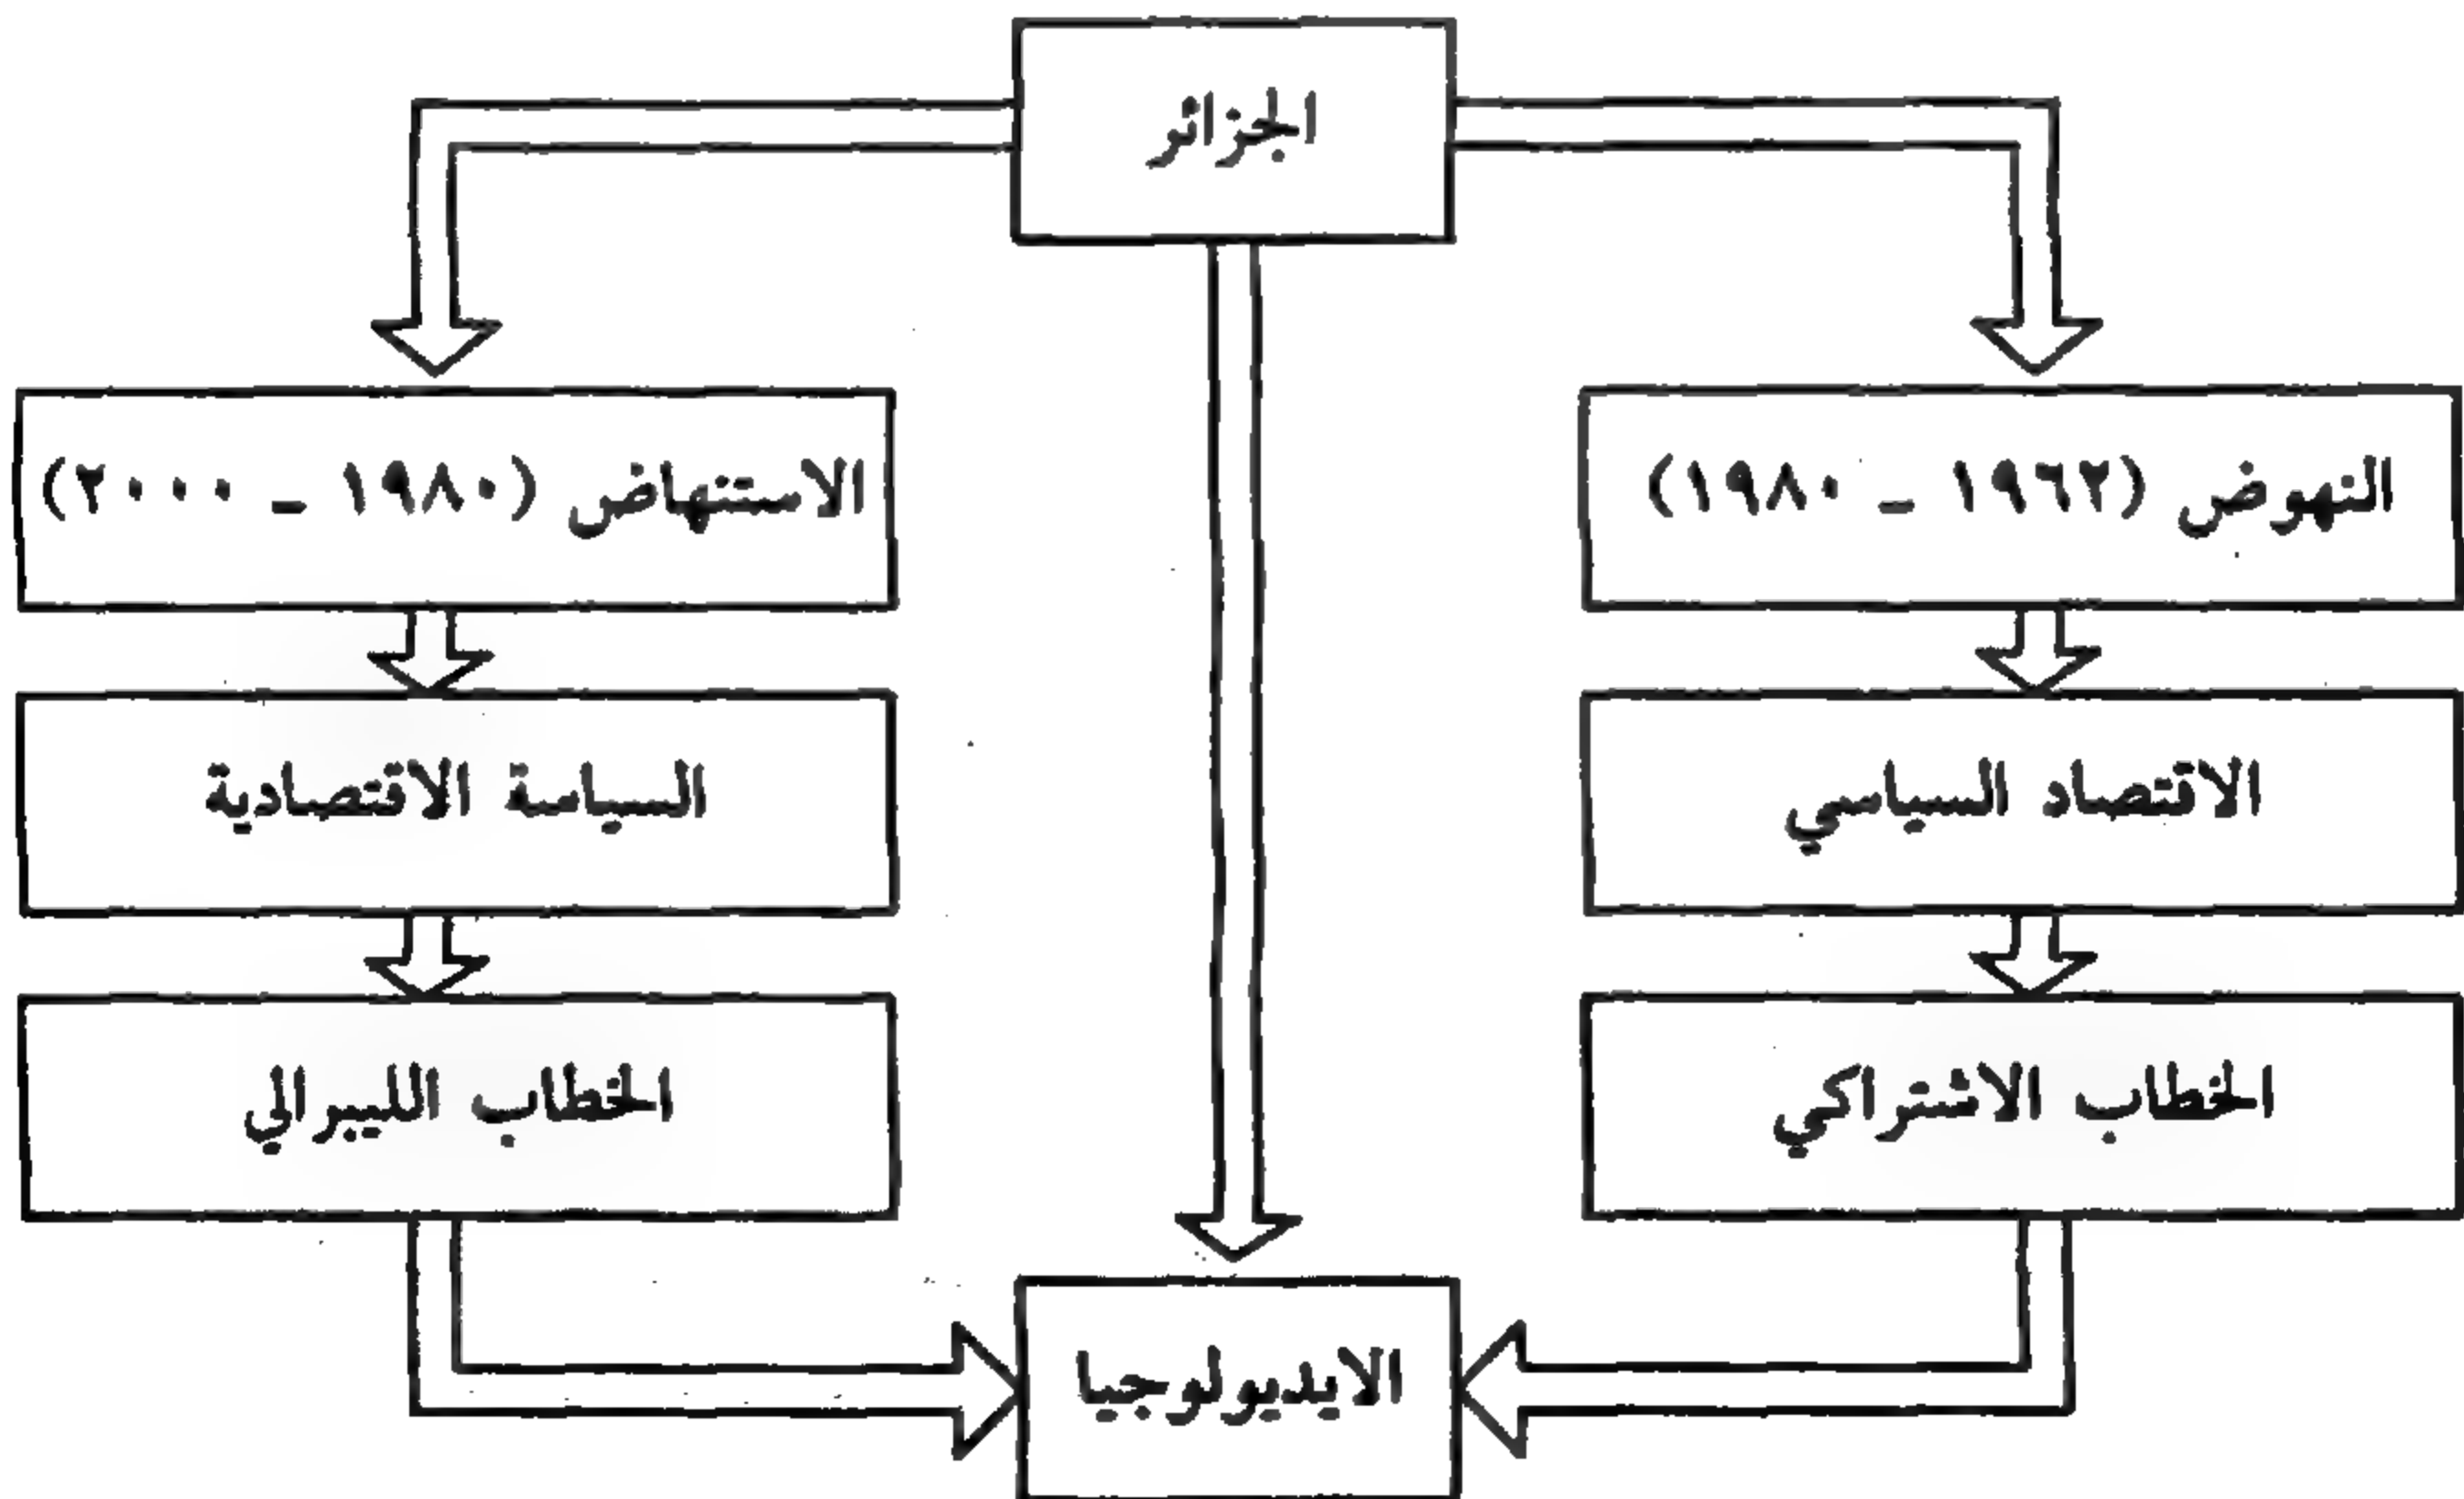 الجزائر
النهوض (١٩٦٢ ـ ١٩٨٠)
الاستنهاض (١٩٨٠ ـ ٢٠٠٠)
الاقتصاد السياسي
السياسة الاقتصادية
الخطاب الاشتراكي
الخطاب الليبرالي
الايديولوجيا